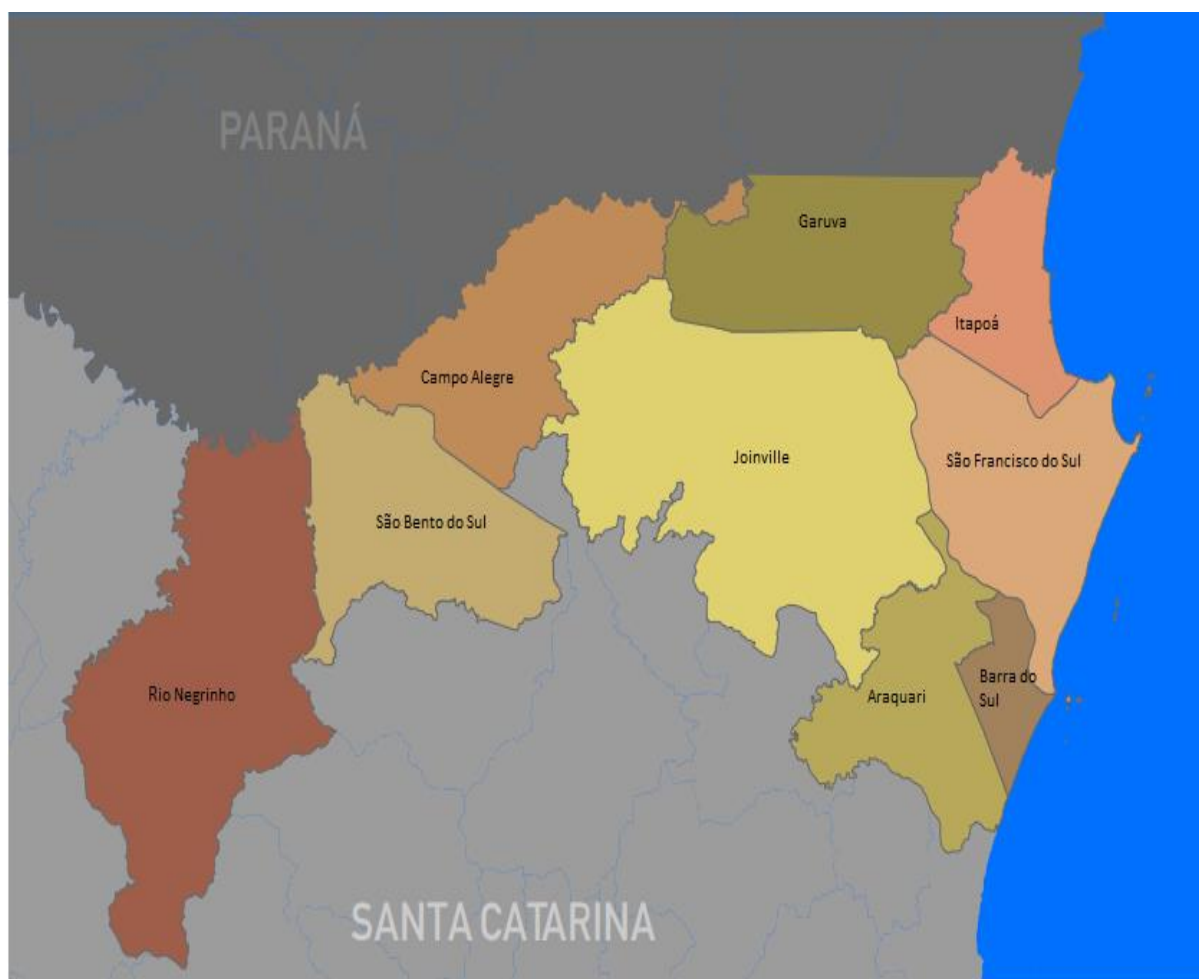 PARANÁ
Garuva
Itapoá
Campo Alegre
Joinville
São Francisco do Sul
São Bento do Sul
Rio Negrinho
Araquari
Barra do
Sul
SANTA CATARINA